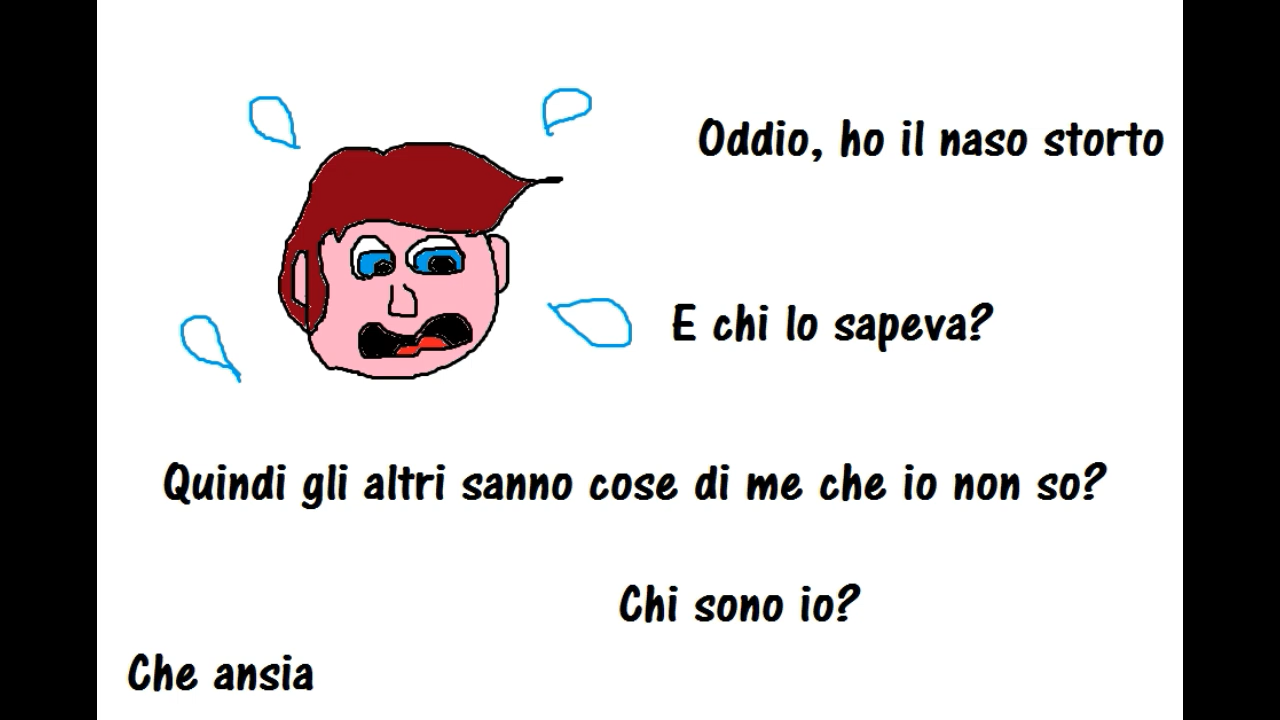 Oddio, ho il naso storto
E chi lo sapeva?
Quindi gli altri sanno cose di me che io non so?
Chi sono io?
Che ansia